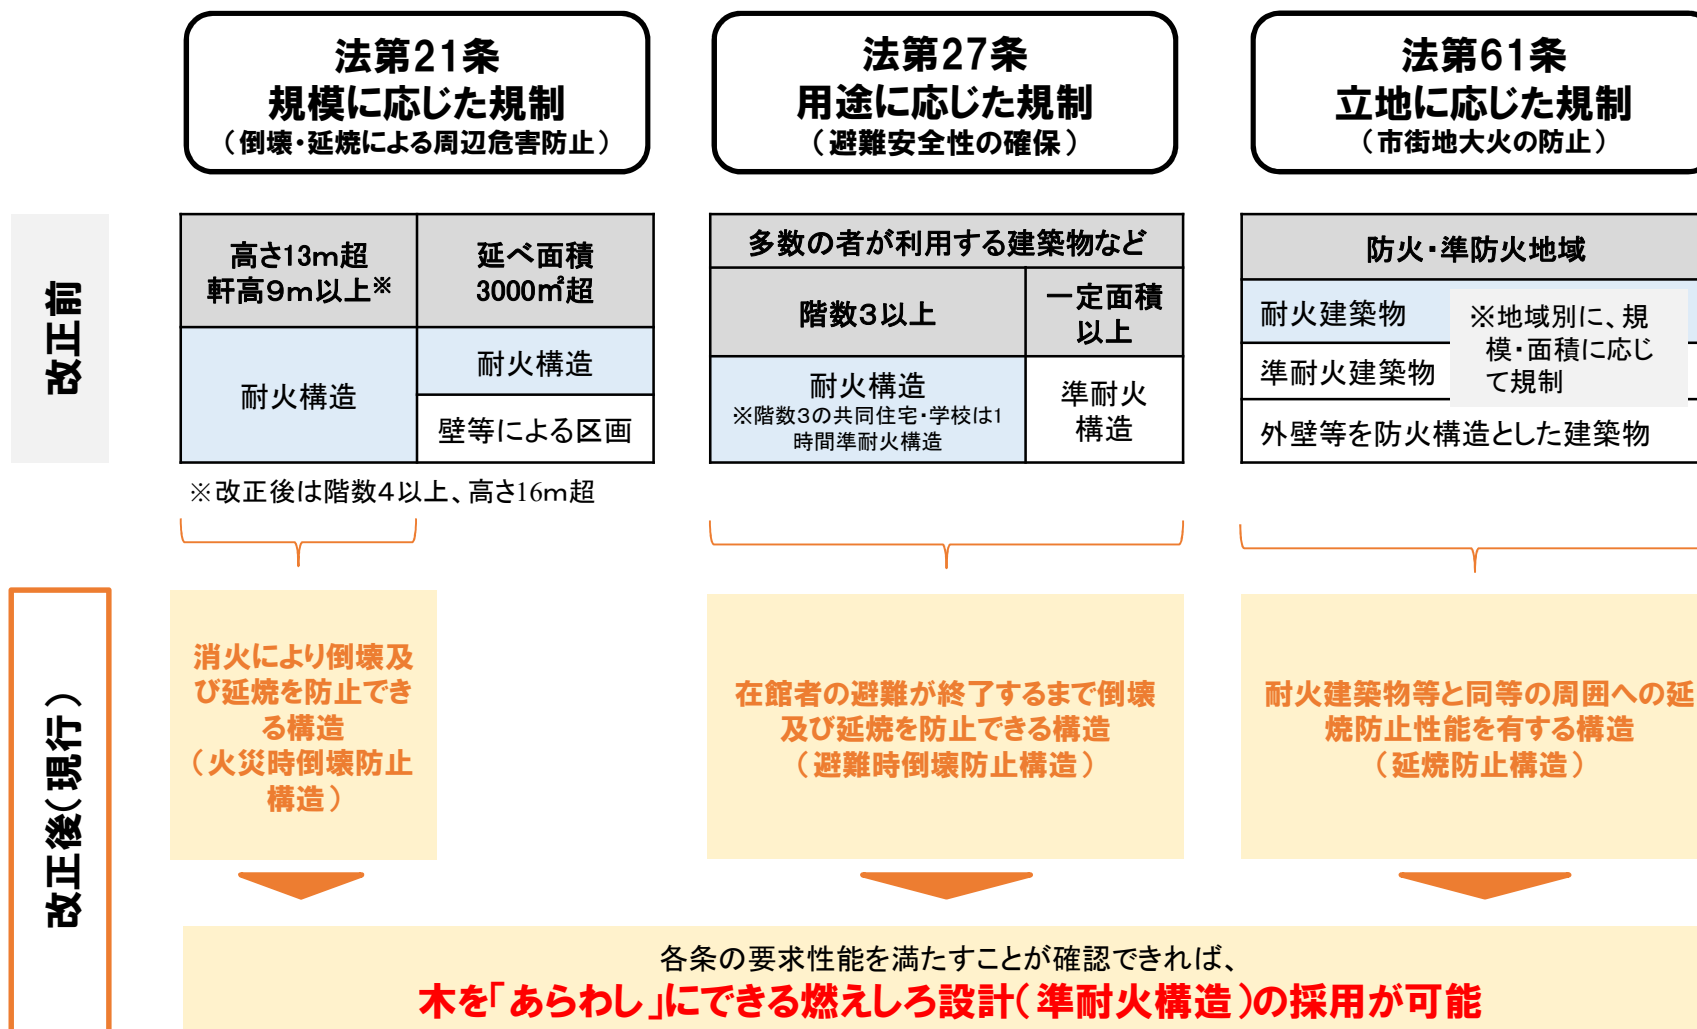 法第21条
規模に応じた規制
（倒壊・延焼による周辺危害防止）
法第27条
用途に応じた規制
（避難安全性の確保）
法第61条
立地に応じた規制
（市街地大火の防止）
改正前
高さ13m超
軒高9m以上※
延べ面積
3000㎡超
耐火構造
耐火構造
壁等による区画
※改正後は階数4以上、高さ16m超
多数の者が利用する建築物など
階数3以上
一定面積
以上
耐火構造
※階数3の共同住宅・学校は1
時間準耐火構造
準耐火
構造
防火・準防火地域
耐火建築物
準耐火建築物
外壁等を防火構造とした建築物
※地域別に、規
模・面積に応じ
て規制
改正後（現行）
消火により倒壊及
び延焼を防止でき
る構造
（火災時倒壊防止
構造）
在館者の避難が終了するまで倒壊
及び延焼を防止できる構造
（避難時倒壊防止構造）
耐火建築物等と同等の周囲への延
焼防止性能を有する構造
（延焼防止構造）
各条の要求性能を満たすことが確認できれば、
木を「あらわし」にできる燃えしろ設計（準耐火構造）の採用が可能